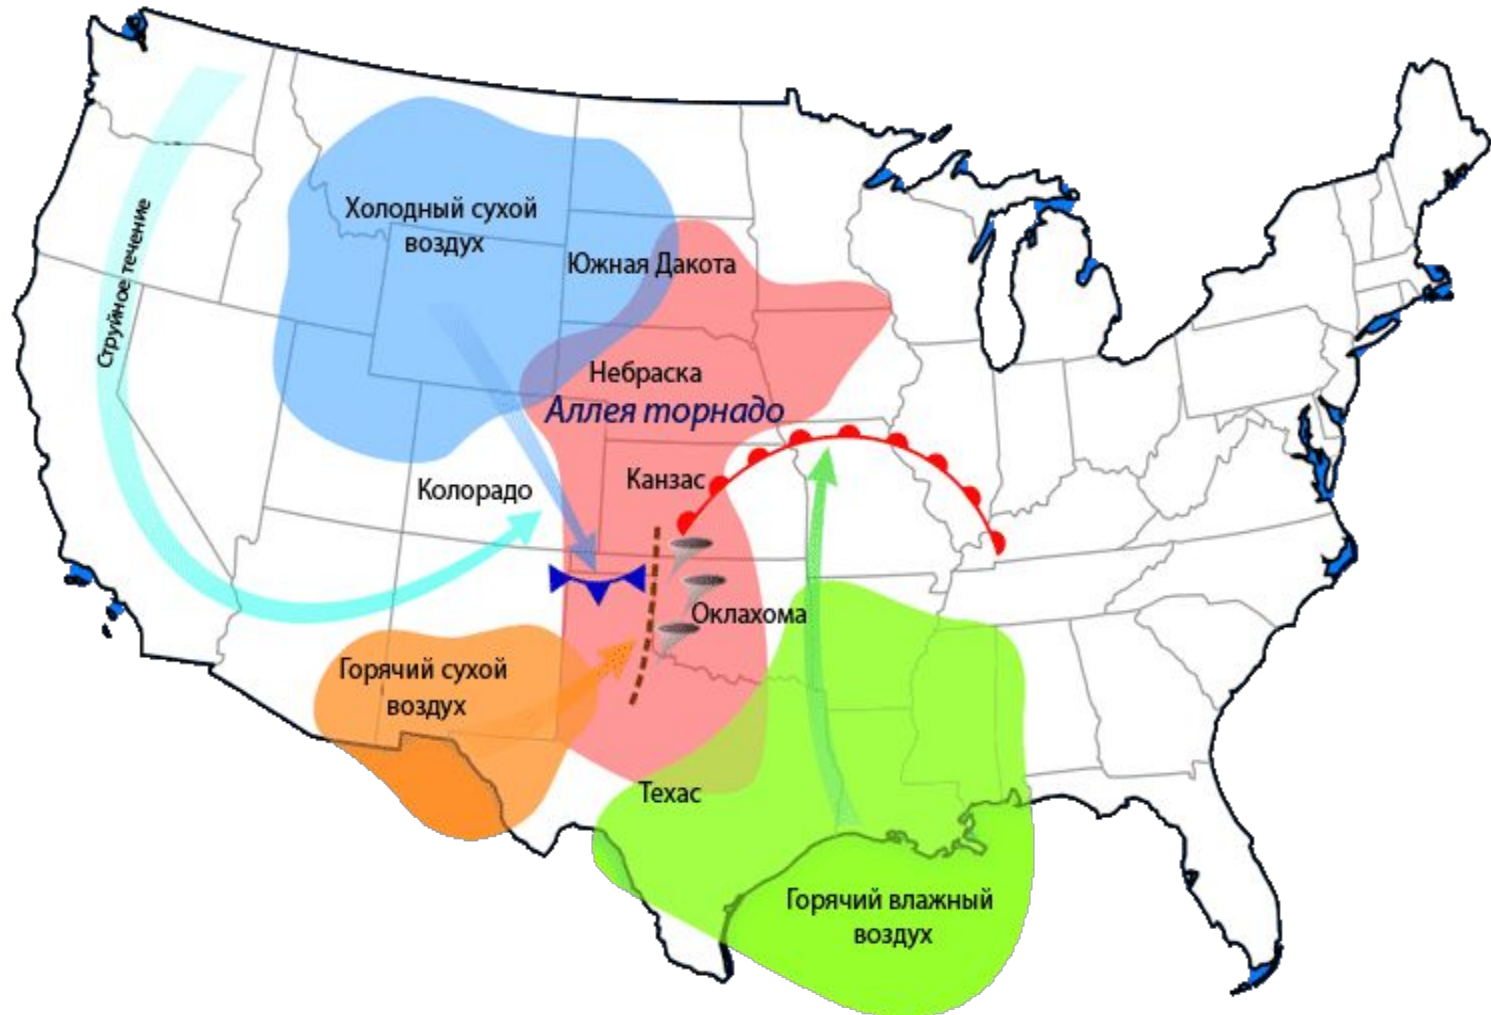 Холодный сухой
воздух
Струйное течение
Южная Дакота
Небраска
Аллея торнадо
Канзас
Колорадо
Оклахома
Горячий сухой
воздух
Техас
Горячий влажный
воздух